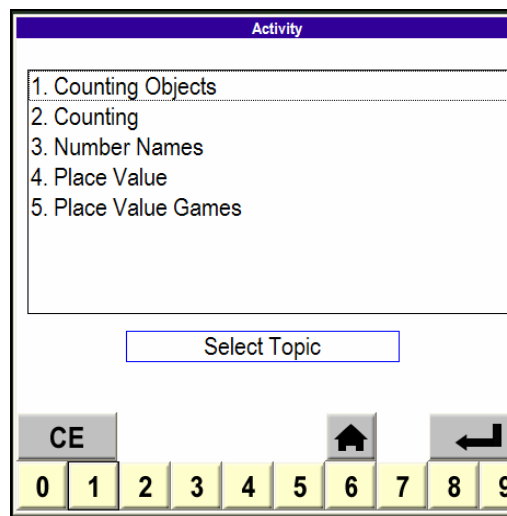 Activity
1. Counting Objects
2. Counting
3. Number Names
4. Place Value
5. Place Value Games
Select Topic
CE
0 1 2 3 4 5 6 7 8 9